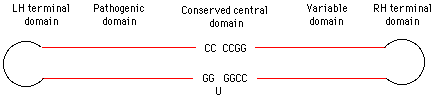 LH terminal domain Pathogenic domain Conserved central domain Variable domain RH terminal domain
CC CCGG
GG GGCC
U